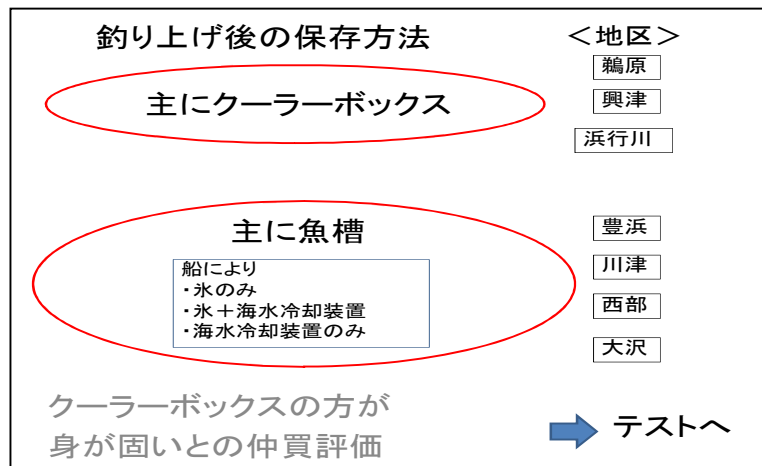 釣り上げ後の保存方法
＜地区＞
主にクーラーボックス
鵜原
興津
浜行川
主に魚槽
船により
・氷のみ
・氷＋海水冷却装置
・海水冷却装置のみ
豊浜
川津
西部
大沢
クーラーボックスの方が
身が固いとの仲買評価
テストへ